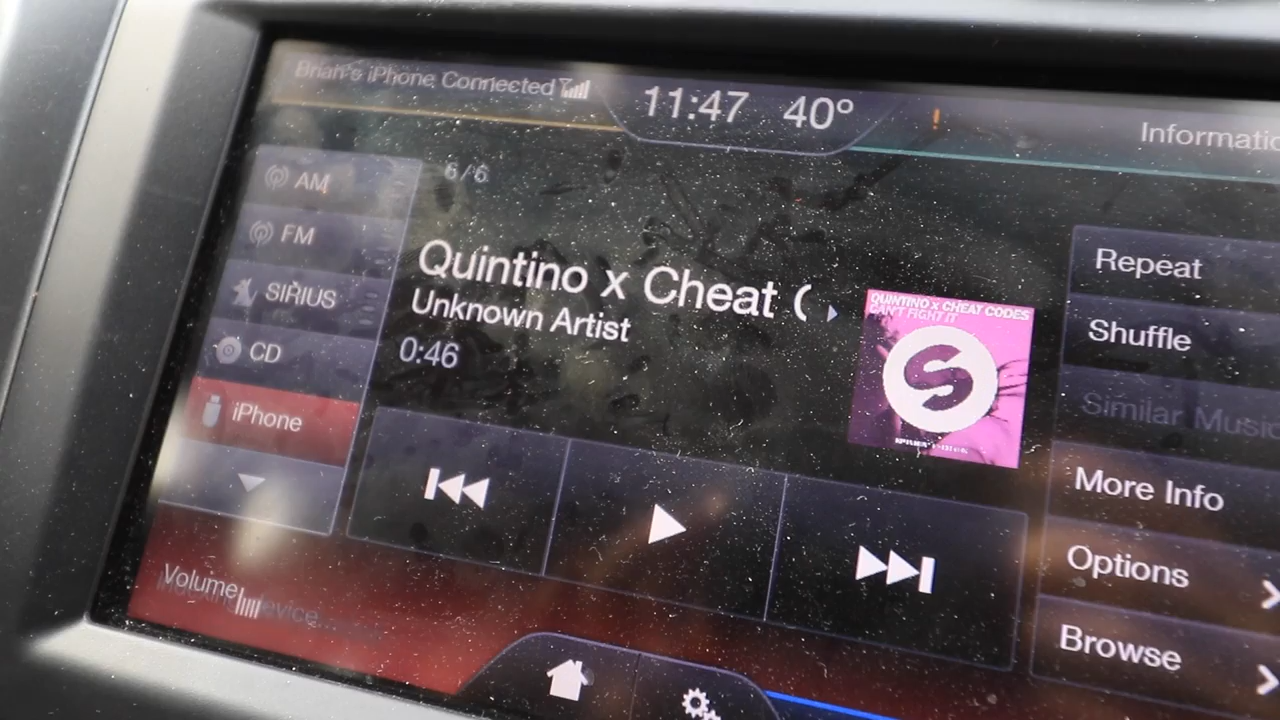 Brian's iPhone Connected
11:47 40°
!
Informatio
AM
6/6
FM
SIRIUS
CD
iPhone
Quintino x Cheat (
Unknown Artist
0:46
QUINTINO x CHEAT CODES
CAN'T FIGHT IT
S
Repeat
Shuffle
Similar Music
More Info
Options
Browse
Volume
device...